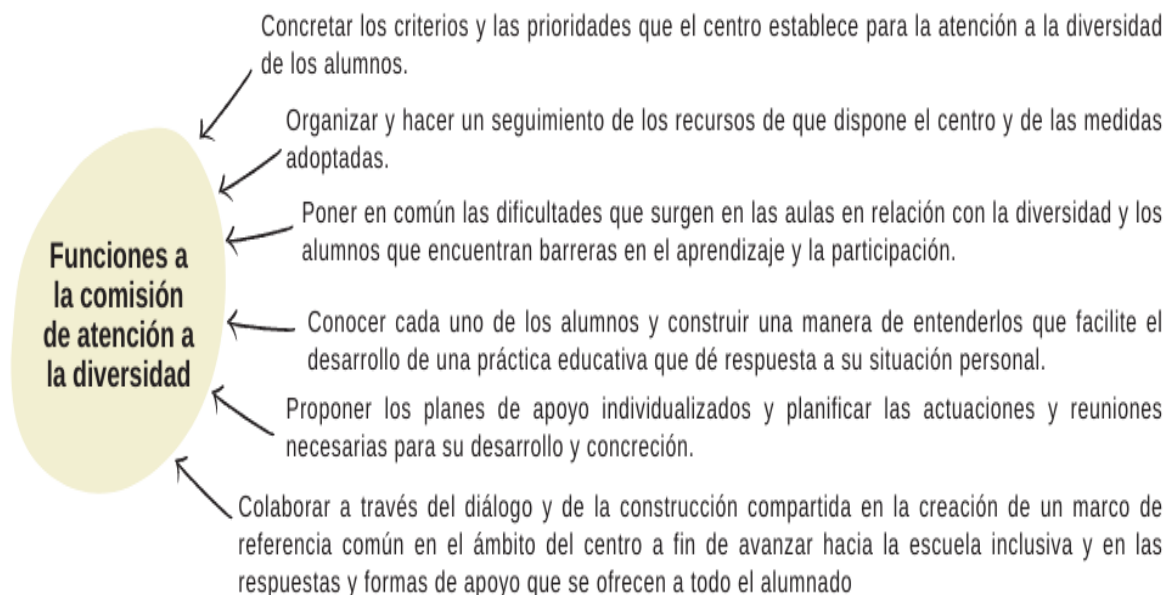 Concretar los criterios y las prioridades que el centro establece para la atención a la diversidad
de los alumnos.
Organizar y hacer un seguimiento de los recursos de que dispone el centro y de las medidas
adoptadas.
Poner en común las dificultades que surgen en las aulas en relación con la diversidad y los
alumnos que encuentran barreras en el aprendizaje y la participación.
Funciones a
la comisión
de atención a
la diversidad
Conocer cada uno de los alumnos y construir una manera de entenderlos que facilite el
desarrollo de una práctica educativa que dé respuesta a su situación personal.
Proponer los planes de apoyo individualizados y planificar las actuaciones y reuniones
necesarias para su desarrollo y concreción.
Colaborar a través del diálogo y de la construcción compartida en la creación de un marco de
referencia común en el ámbito del centro a fin de avanzar hacia la escuela inclusiva y en las
respuestas y formas de apoyo que se ofrecen a todo el alumnado